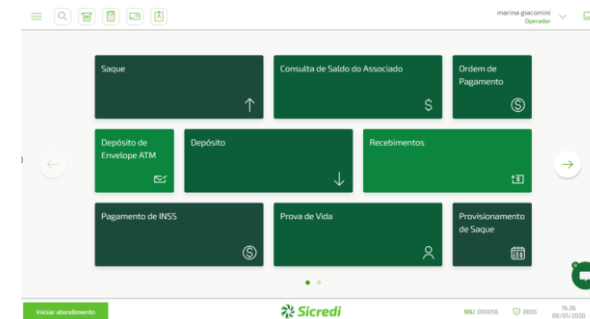 marina giacomini
Operador
Saque
Consulta de Saldo do Associado
Ordem de
Pagamento
Depósito de
Envelope ATM
Depósito
Recebimentos
Pagamento de INSS
Prova de Vida
Provisionamento
de Saque
Iniciar atendimento
Sicredi
NSU 000056
0005
16:28
08/01/2020